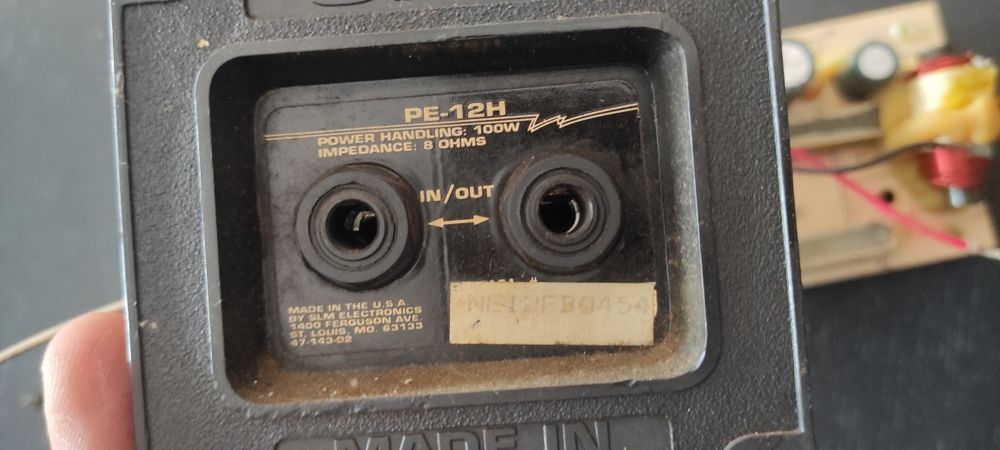 PE-12H
POWER HANDLING: 100W
IMPEDANCE: 8 OHMS
IN/OUT
MADE IN THE U.S.A.
BY SLM ELECTRONICS
1400 FERGUSON AVE.
ST. LOUIS, MO. 63133
47-143-02
MADE IN